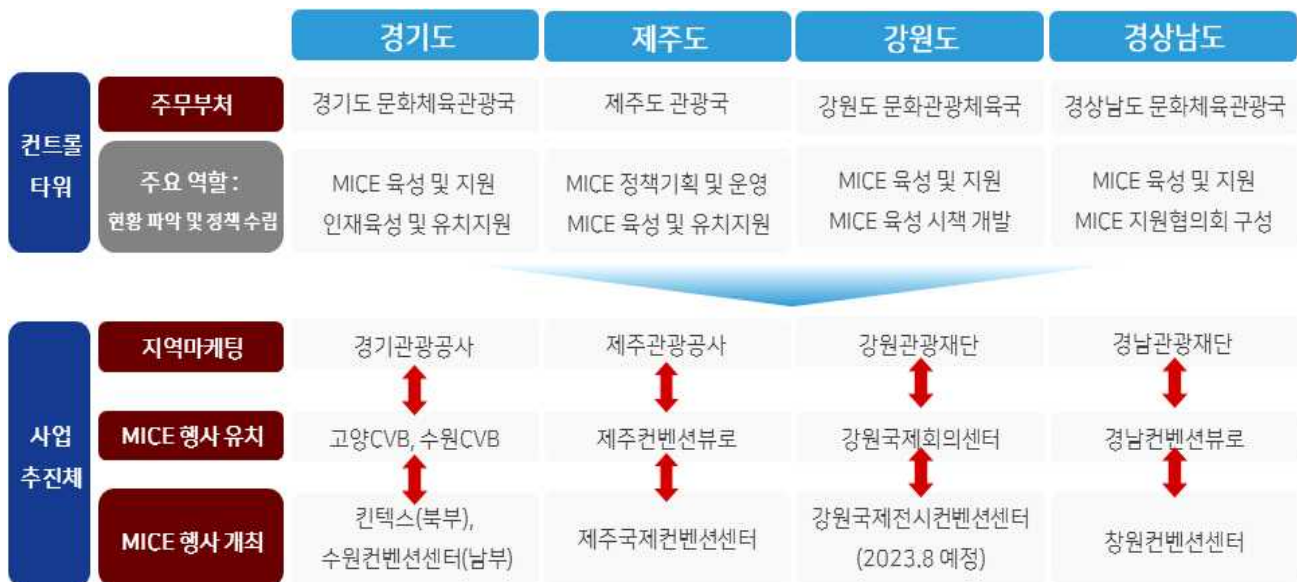 경기도 제주도 강원도 경상남도
컨트롤
타워
주무부처 경기도 문화체육관광국 제주도 관광국 강원도 문화관광체육국 경상남도 문화체육관광국
주요 역할 :
현황 파악 및 정책 수립
MICE 육성 및 지원 MICE 정책기획 및 운영 MICE 육성 및 지원 MICE 육성 및 지원
인재육성 및 유치지원 MICE 육성 및 유치지원 MICE 육성 시책 개발 MICE 지원협의회 구성
사업
추진체
지역마케팅 경기관광공사 제주관광공사 강원관광재단 경남관광재단
MICE 행사 유치 고양CVB, 수원CVB 제주컨벤션뷰로 강원국제회의센터 경남컨벤션뷰로
MICE 행사 개최
킨텍스(북부),
수원컨벤션센터(남부)
제주국제컨벤션센터
강원국제전시컨벤션센터
(2023.8 예정)
창원컨벤션센터